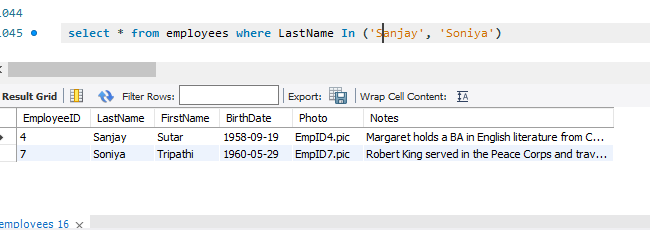 1044
1045 select * from employees where LastName In ('Sanjay', 'Soniya')
Result Grid Filter Rows: Export: Wrap Cell Content:
EmployeeID LastName FirstName BirthDate Photo Notes
4 Sanjay Sutar 1958-09-19 EmpID4.pic Margaret holds a BA in English literature from C...
7 Soniya Tripathi 1960-05-29 EmpID7.pic Robert King served in the Peace Corps and trav...
employees 16